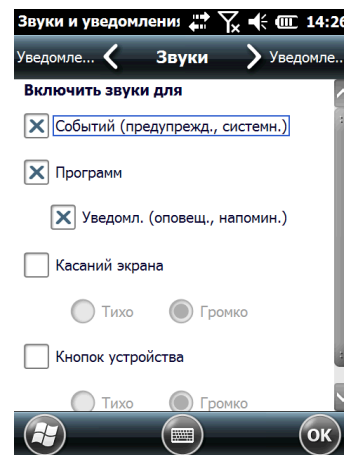 Звуки и уведомлени 14:26
Уведомле... Звуки Уведомле..
Включить звуки для
Событий (предупрежд., системн.)
Программ
Уведомл. (оповещ., напомин.)
Касаний экрана
Тихо Громко
Кнопок устройства
Тихо Громко
OK